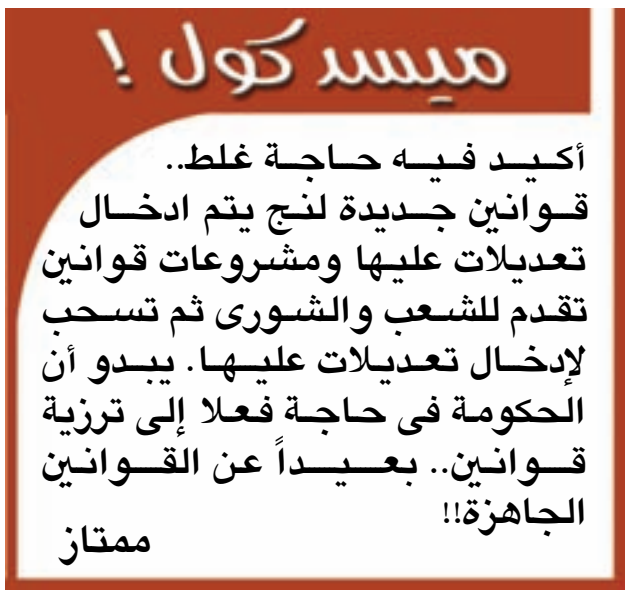 ميسد كول !
أكيد فيه حاجة غلط..
قوانين جديدة لنج يتم ادخال
تعديلات عليها ومشروعات قوانين
تقدم للشعب والشورى ثم تسحب
لإدخال تعديلات عليها. يبدو أن
الحكومة فى حاجة فعلا إلى ترزية
قوانين.. بعيداً عن القوانين
الجاهزة!!
ممتاز